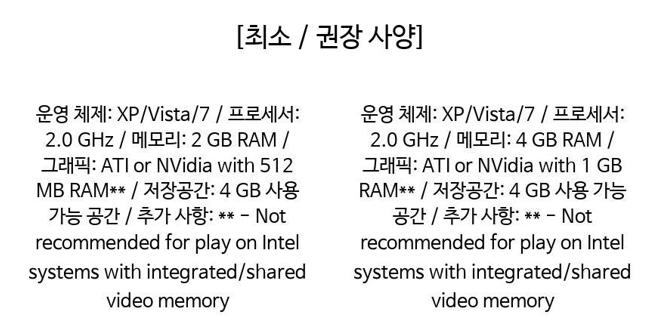 [최소 / 권장 사양]
운영 체제: XP/Vista/7 / 프로세서:
2.0 GHz / 메모리: 2 GB RAM /
그래픽: ATI or NVidia with 512
MB RAM** / 저장공간: 4 GB 사용
가능 공간 / 추가 사항: ** - Not
recommended for play on Intel
systems with integrated/shared
video memory
운영 체제: XP/Vista/7 / 프로세서:
2.0 GHz / 메모리: 4 GB RAM /
그래픽: ATI or NVidia with 1 GB
RAM** / 저장공간: 4 GB 사용 가능
공간 / 추가 사항: ** - Not
recommended for play on Intel
systems with integrated/shared
video memory